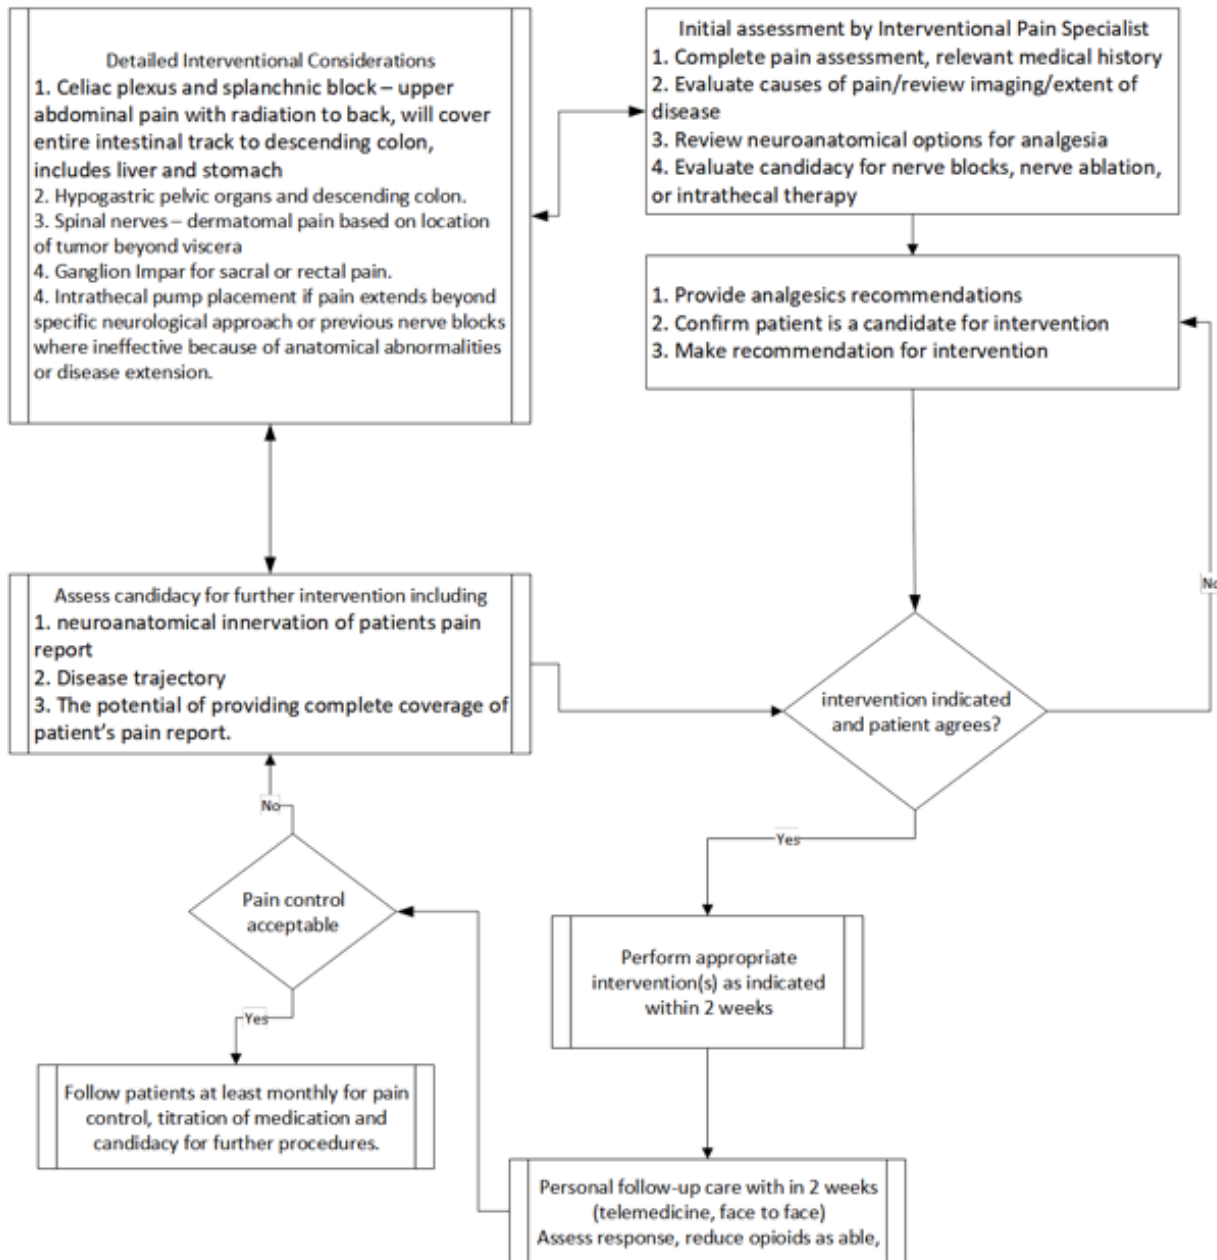 Detailed Interventional Considerations
1. Celiac plexus and splanchnic block – upper
abdominal pain with radiation to back, will cover
entire intestinal track to descending colon,
includes liver and stomach
2. Hypogastric pelvic organs and descending colon.
3. Spinal nerves – dermatomal pain based on location
of tumor beyond viscera
4. Ganglion Impar for sacral or rectal pain.
4. Intrathecal pump placement if pain extends beyond
specific neurological approach or previous nerve blocks
where ineffective because of anatomical abnormalities
or disease extension.
Initial assessment by Interventional Pain Specialist
1. Complete pain assessment, relevant medical history
2. Evaluate causes of pain/review imaging/extent of
disease
3. Review neuroanatomical options for analgesia
4. Evaluate candidacy for nerve blocks, nerve ablation,
or intrathecal therapy
1. Provide analgesics recommendations
2. Confirm patient is a candidate for intervention
3. Make recommendation for intervention
No
intervention indicated
and patient agrees?
Yes
Assess candidacy for further intervention including
1. neuroanatomical innervation of patients pain
report
2. Disease trajectory
3. The potential of providing complete coverage of
patient's pain report.
No
Pain control
acceptable
Yes
Follow patients at least monthly for pain
control, titration of medication and
candidacy for further procedures.
Perform appropriate
intervention(s) as indicated
within 2 weeks
Personal follow-up care with in 2 weeks
(telemedicine, face to face)
Assess response, reduce opioids as able,